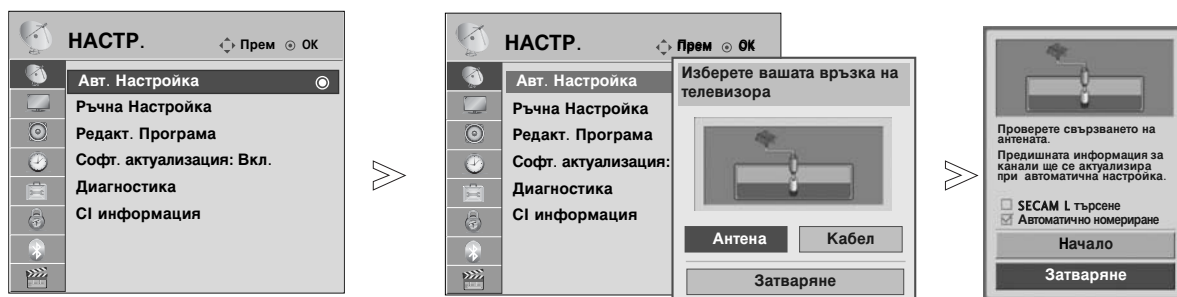 НАСТР.
Прем ОК
Авт. Настройка
Ръчна Настройка
Редакт. Програма
Софт. актуализация: Вкл.
Диагностика
CI информация
НАСТР.
Прем ОК
Авт. Настройка
Ръчна Настройка
Редакт. Програма
Софт. актуализация:
Диагностика
CI информация
Изберете вашата връзка на
телевизора
Антена Кабел
Затваряне
Проверете свързването на
антената.
Предишната информация за
канали ще се актуализира
при автоматична настройка.
SECAM L търсене
Автоматично номериране
Начало
Затваряне